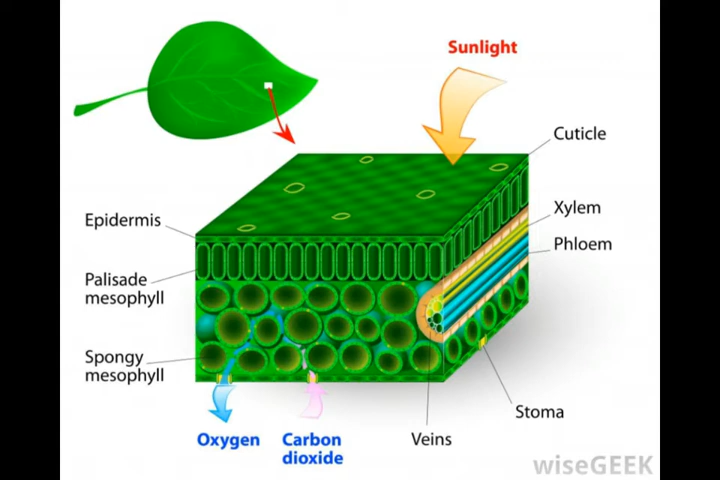 Sunlight
Cuticle
Xylem
Phloem
Epidermis
Palisade
mesophyll
Spongy
mesophyll
Stoma
Oxygen
Carbon
dioxide
Veins
wiseGEEK